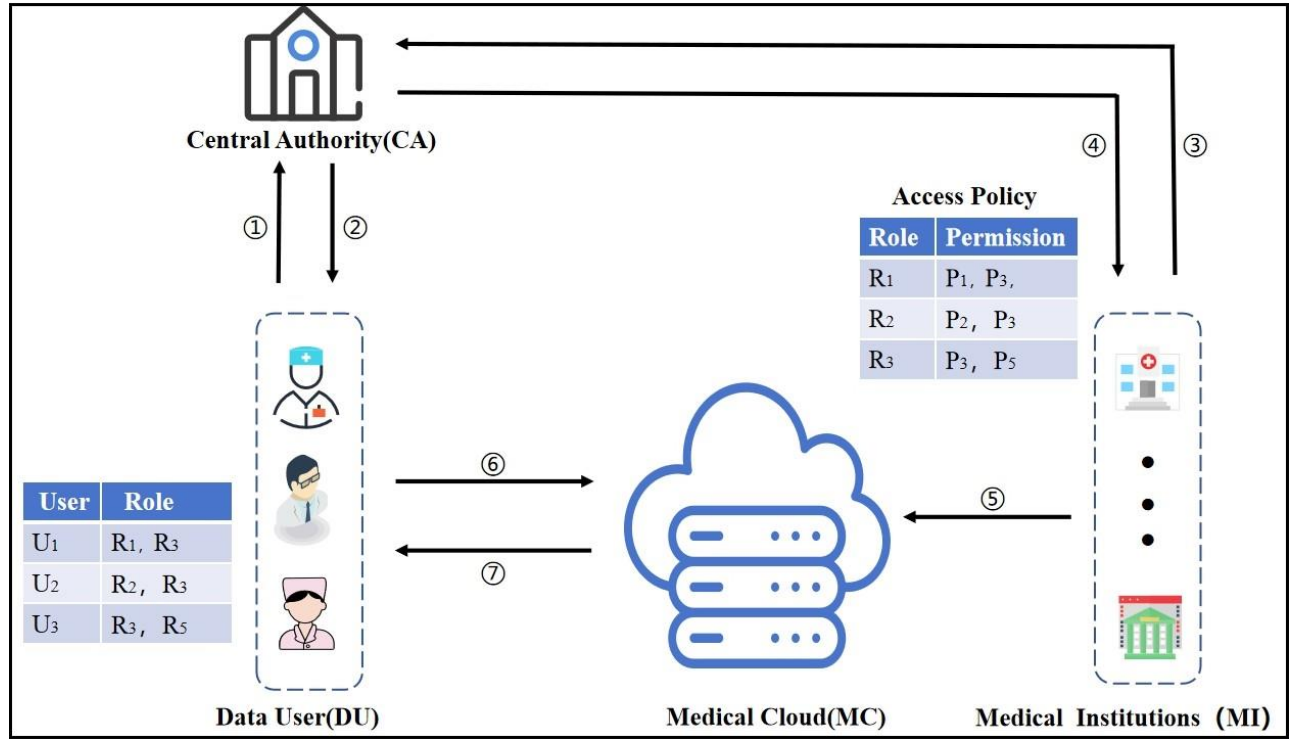 Central Authority(CA)
① ②
④ ③
Access Policy
Role Permission
R1 P1, P3,
R2 P2, P3
R3 P3, P5
⑥
⑤
⑦
User Role
U1 R1, R3
U2 R2, R3
U3 R3, R5
Data User(DU)
Medical Cloud(MC)
Medical Institutions (MI)